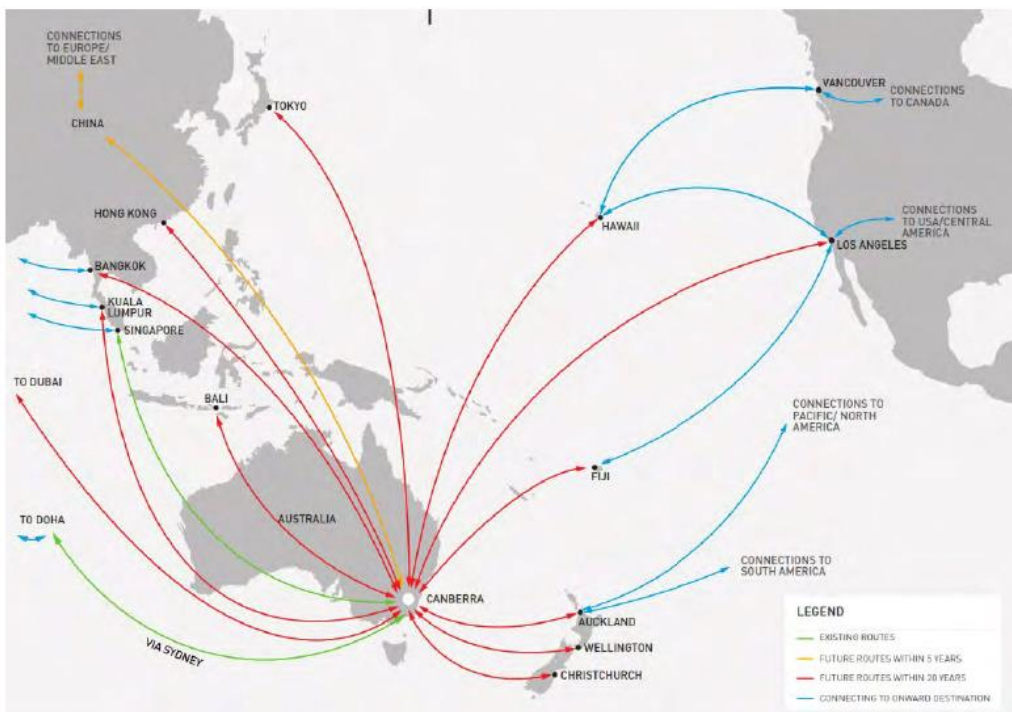 CONNECTIONS
TO EUROPE/
MIDDLE EAST
CHINA
TOKYO
HONG KONG
BANGKOK
KUALA
LUMPUR
SINGAPORE
TO DUBAI
BALI
TO DOHA
AUSTRALIA
VIA SYDNEY
CANBERRA
VANCOUVER
CONNECTIONS
TO CANADA
HAWAII
CONNECTIONS
TO USA/CENTRAL
AMERICA
LOS ANGELES
CONNECTIONS TO
PACIFIC/ NORTH
AMERICA
FIJI
CONNECTIONS TO
SOUTH AMERICA
AUCKLAND
WELLINGTON
CHRISTCHURCH
LEGEND
EXISTING ROUTES
FUTURE ROUTES WITHIN 5 YEARS
FUTURE ROUTES WITHIN 20 YEARS
CONNECTING TO ONWARD DESTINATION